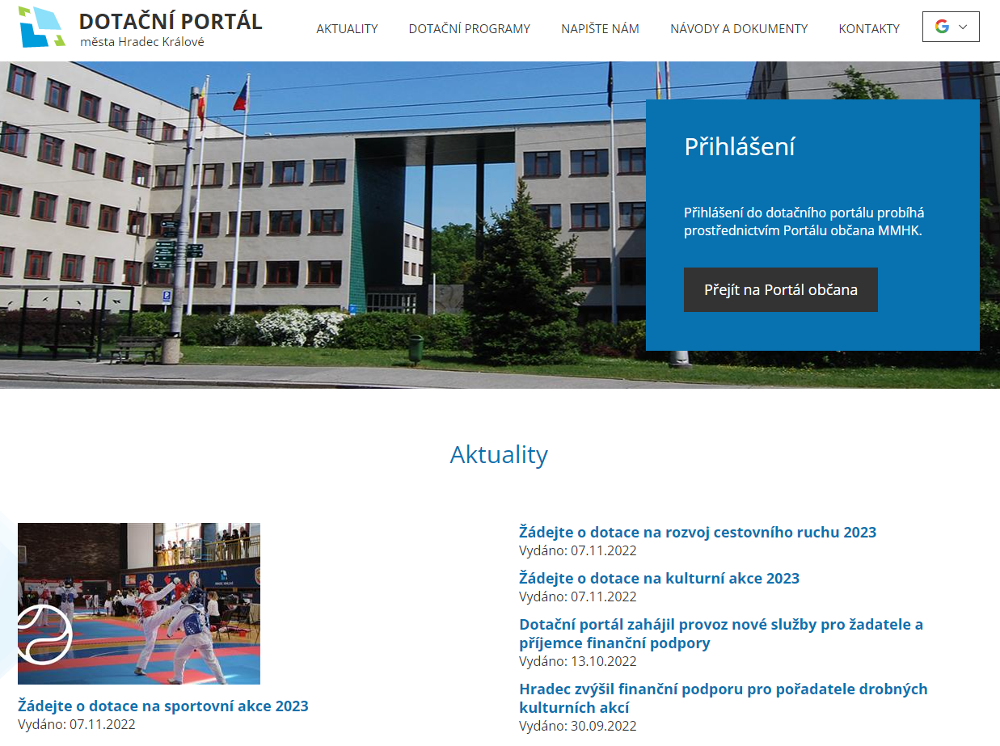 DOTAČNÍ PORTÁL
města Hradec Králové
AKTUALITY
DOTAČNÍ PROGRAMY
NAPIŠTE NÁM
NÁVODY A DOKUMENTY
KONTAKTY
Přihlášení
Přihlášení do dotačního portálu probíhá
prostřednictvím Portálu občana MMHK.
Přejít na Portál občana
Aktuality
Žádejte o dotace na sportovní akce 2023
Vydáno: 07.11.2022
Žádejte o dotace na rozvoj cestovního ruchu 2023
Vydáno: 07.11.2022
Žádejte o dotace na kulturní akce 2023
Vydáno: 07.11.2022
Dotační portál zahájil provoz nové služby pro žadatele a
příjemce finanční podpory
Vydáno: 13.10.2022
Hradec zvýšil finanční podporu pro pořadatele drobných
kulturních akcí
Vydáno: 30.09.2022